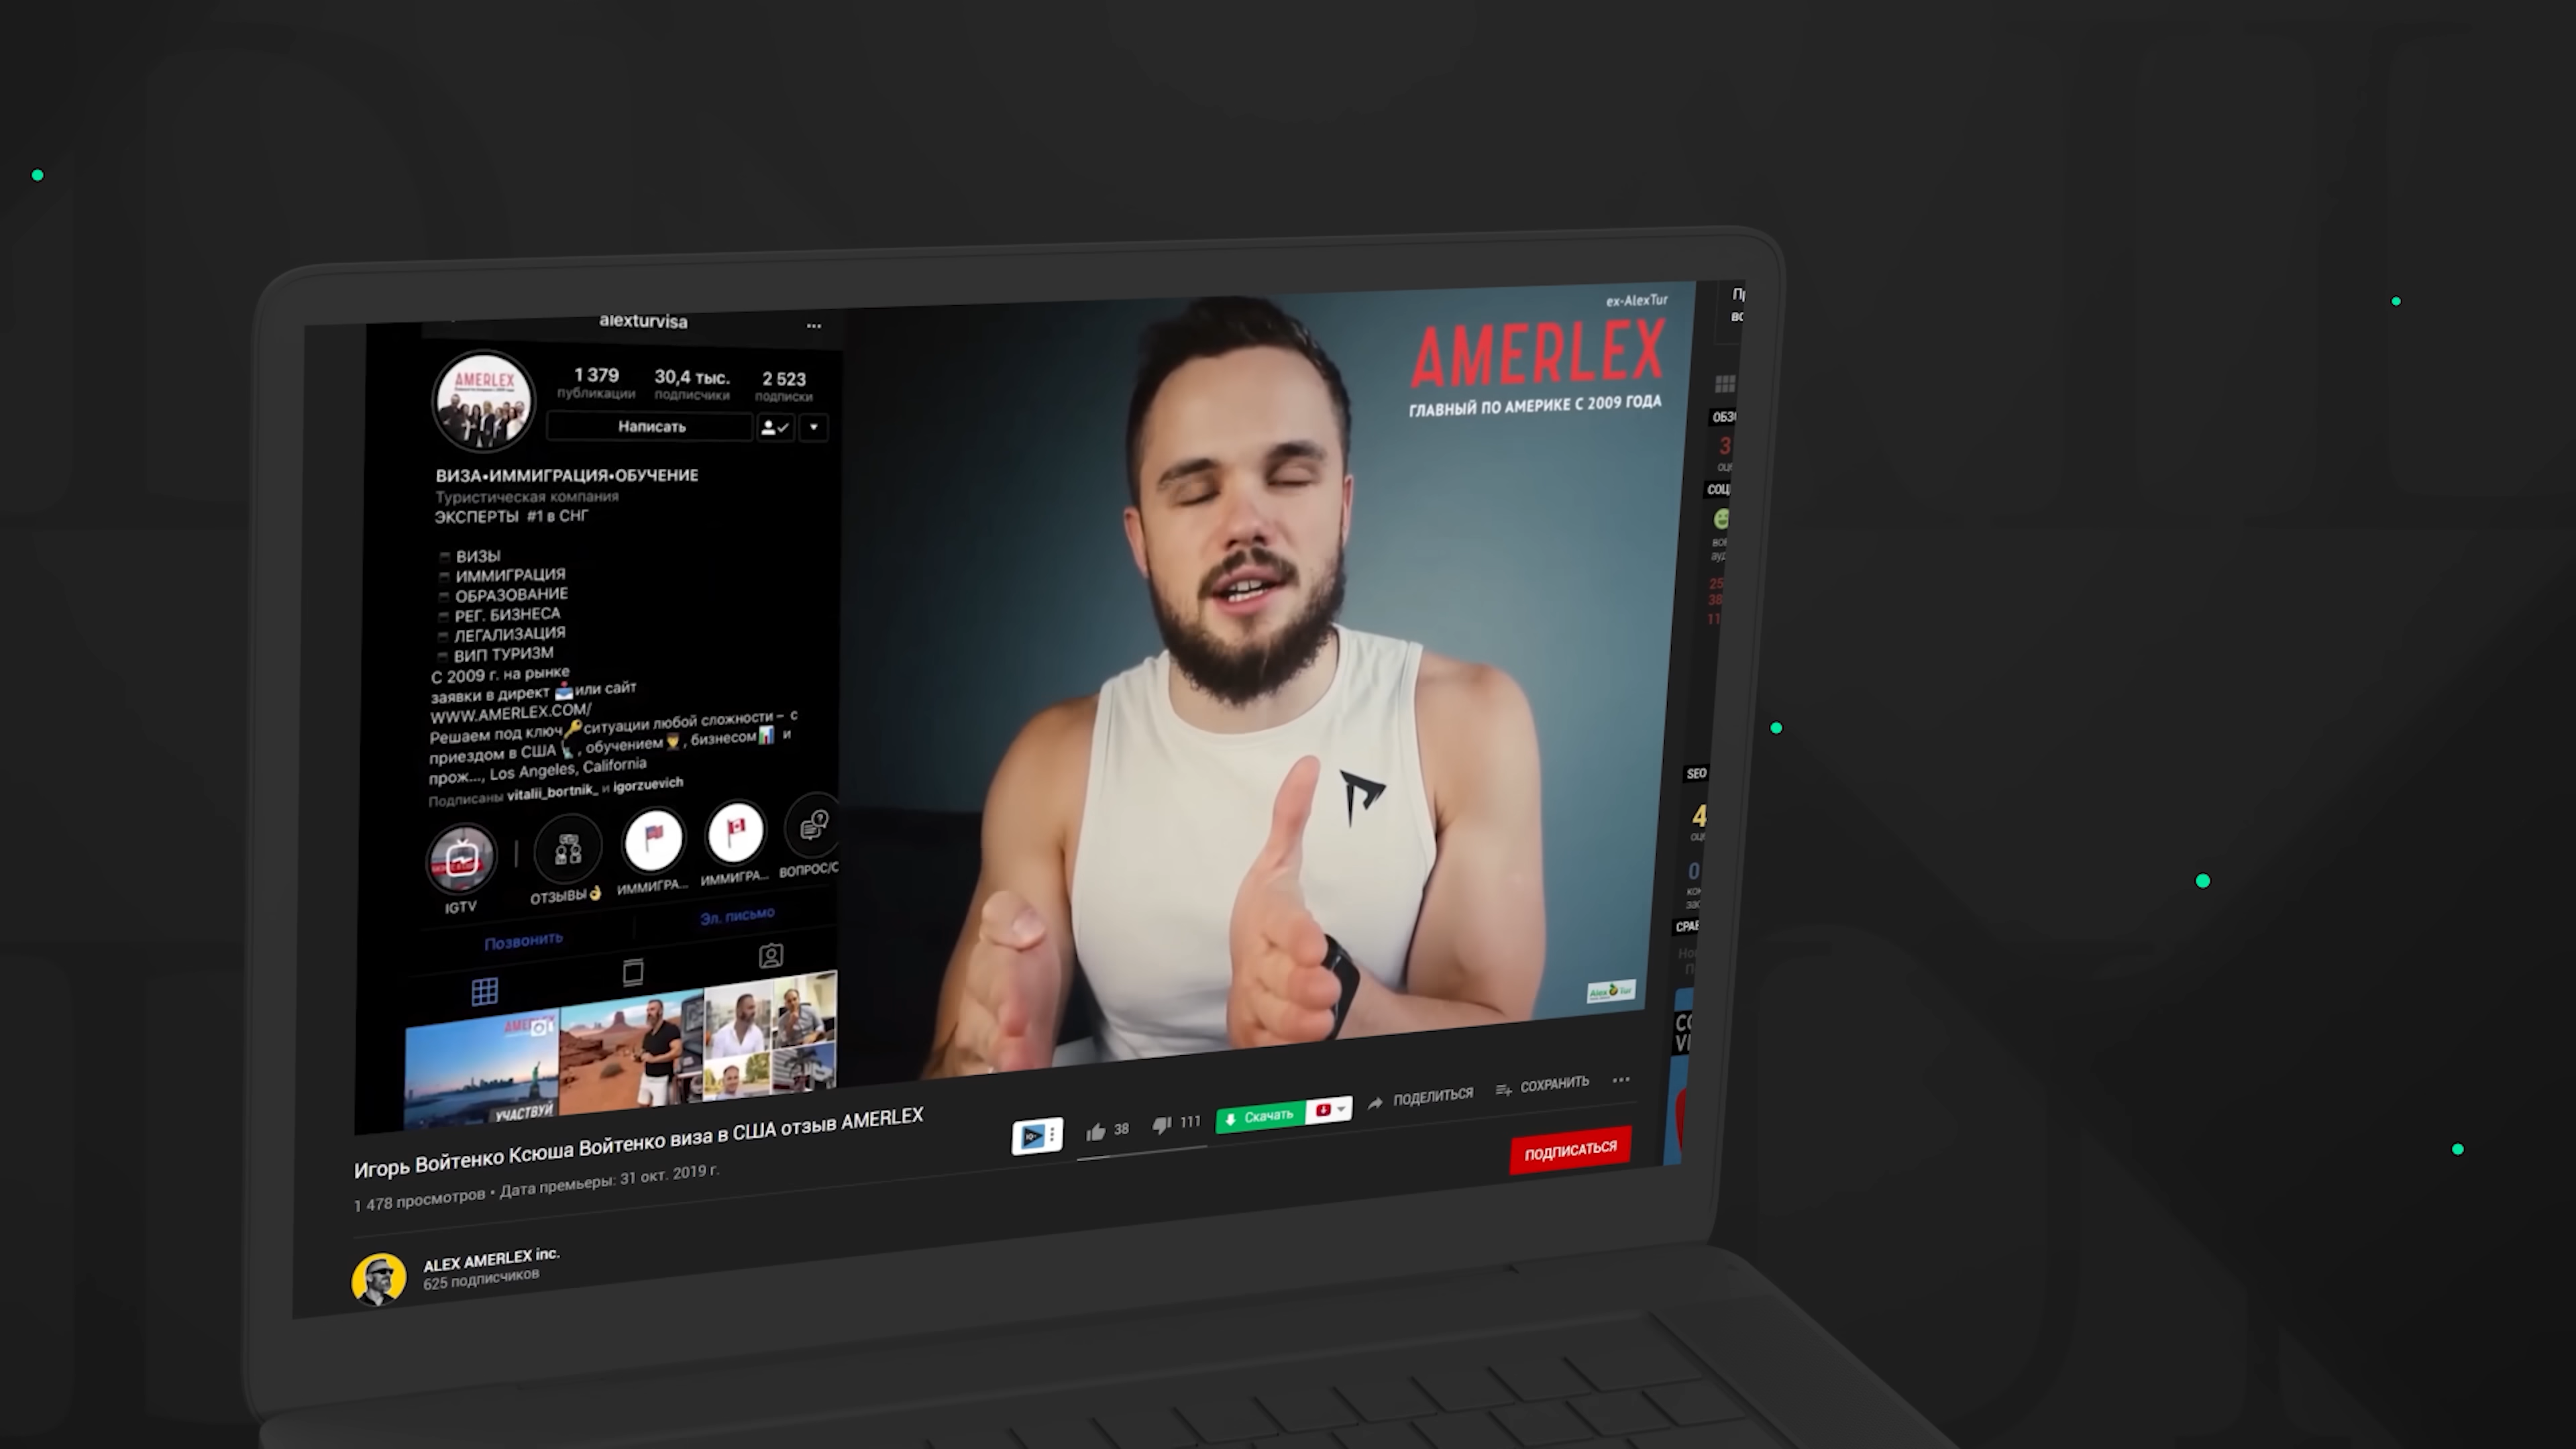 alexturvisa
AMERLEX
1 379
публикации
30,4 тыс.
подписчики
2 523
подписки
Написать
ВИЗА•ИММИГРАЦИЯ•ОБУЧЕНИЕ
Туристическая компания
ЭКСПЕРТЫ #1 в СНГ
ВИЗЫ
ИММИГРАЦИЯ
ОБРАЗОВАНИЕ
РЕГ. БИЗНЕСА
ЛЕГАЛИЗАЦИЯ
ВИП ТУРИЗМ
С 2009 г. на рынке
заявки в директ 📩 или сайт
WWW.AMERLEX.COM/
Решаем под ключ🔑ситуации любой сложности – с
приездом в США 🗽, обучением👨‍🎓, бизнесом📊 и
прож..., Los Angeles, California
Подписаны vitalii_bortnik_ и igorzuevich
IGTV
ОТЗЫВЫ👌
ИММИГРА...
ИММИГРА...
ВОПРОС/О
Позвонить
Эл. письмо
УЧАСТВУЙ
ex-AlexTur
AMERLEX
ГЛАВНЫЙ ПО АМЕРИКЕ С 2009 ГОДА
Alex Tur
Игорь Войтенко Ксюша Войтенко виза в США отзыв AMERLEX
1 478 просмотров • Дата премьеры: 31 окт. 2019 г.
38
111
Скачать
ПОДЕЛИТЬСЯ
СОХРАНИТЬ
ПОДПИСАТЬСЯ
ALEX AMERLEX inc.
625 подписчиков
SEO
4
0